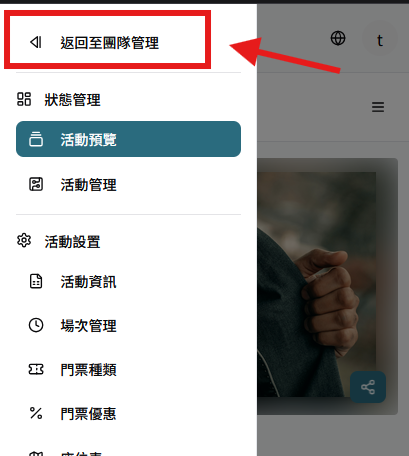 返回至團隊管理
t
狀態管理
活動預覽
活動管理
活動設置
活動資訊
場次管理
門票種類
門票優惠